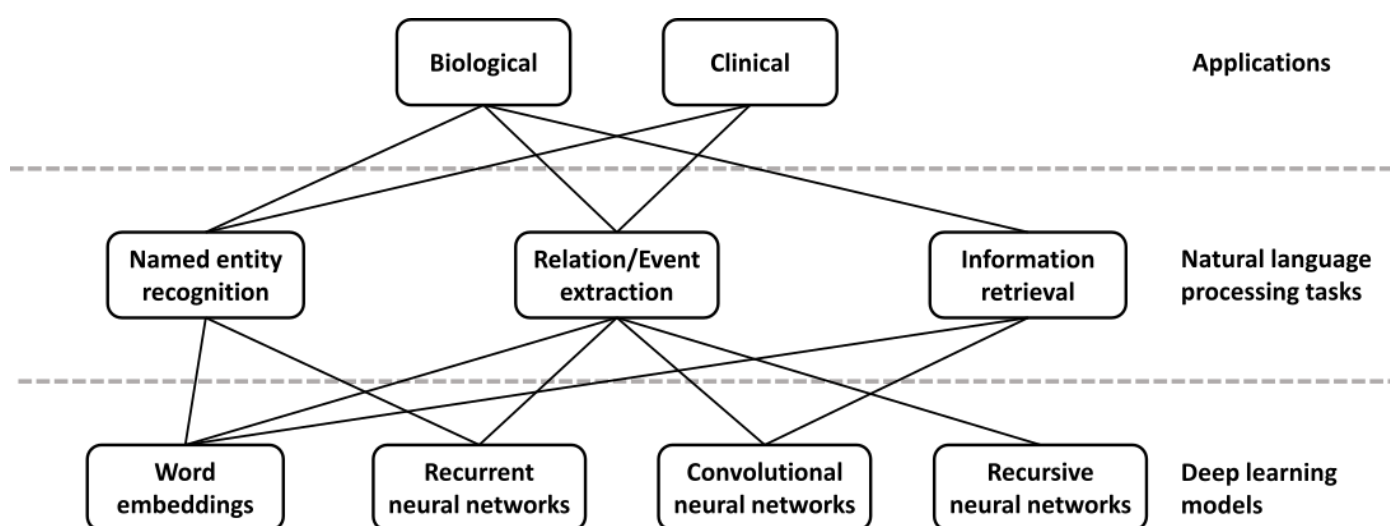 Biological
Clinical
Applications
Named entity
recognition
Relation/Event
extraction
Information
retrieval
Natural language
processing tasks
Word
embeddings
Recurrent
neural networks
Convolutional
neural networks
Recursive
neural networks
Deep learning
models